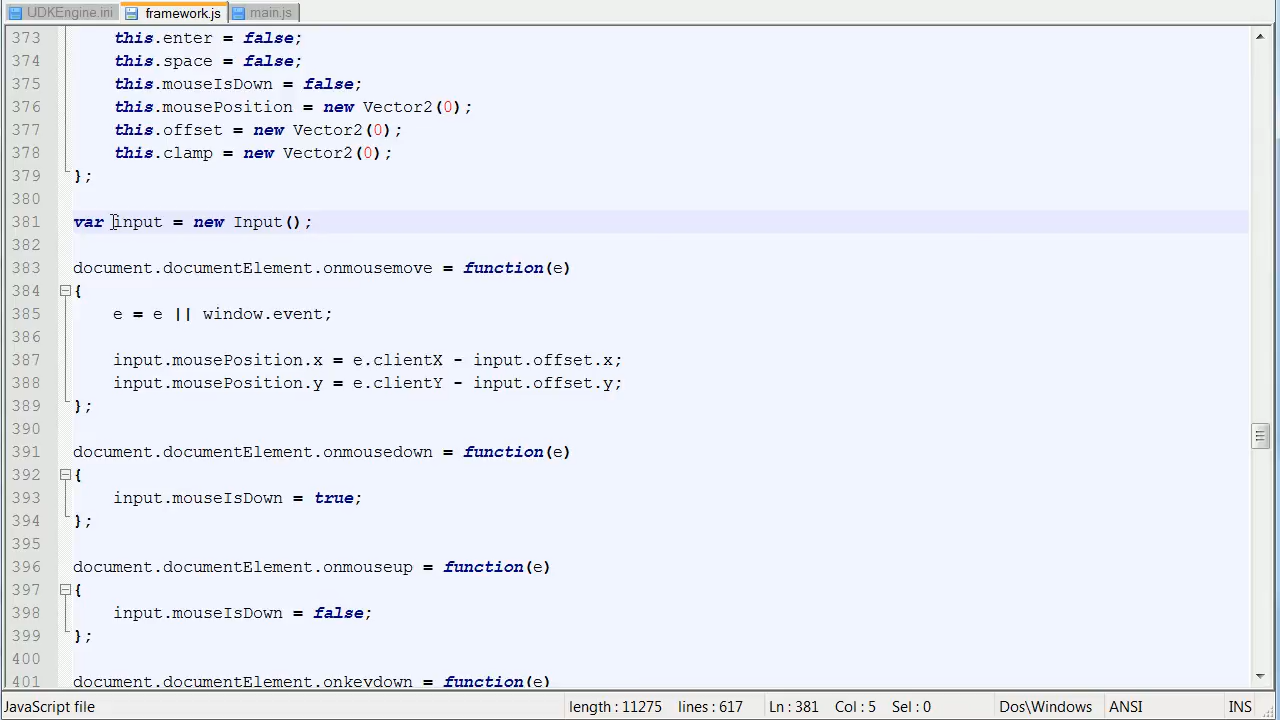 UDKEngine.ini framework.js main.js
373 this.enter = false;
374 this.space = false;
375 this.mouseIsDown = false;
376 this.mousePosition = new Vector2(0);
377 this.offset = new Vector2(0);
378 this.clamp = new Vector2(0);
379 };
380
381 var input = new Input();
382
383 document.documentElement.onmousemove = function(e)
384 {
385 e = e || window.event;
386
387 input.mousePosition.x = e.clientX - input.offset.x;
388 input.mousePosition.y = e.clientY - input.offset.y;
389 };
390
391 document.documentElement.onmousedown = function(e)
392 {
393 input.mouseIsDown = true;
394 };
395
396 document.documentElement.onmouseup = function(e)
397 {
398 input.mouseIsDown = false;
399 };
400
401 document.documentElement.onkeydown = function(e)
JavaScript file length : 11275 lines : 617 Ln : 381 Col : 5 Sel : 0 Dos\Windows ANSI INS